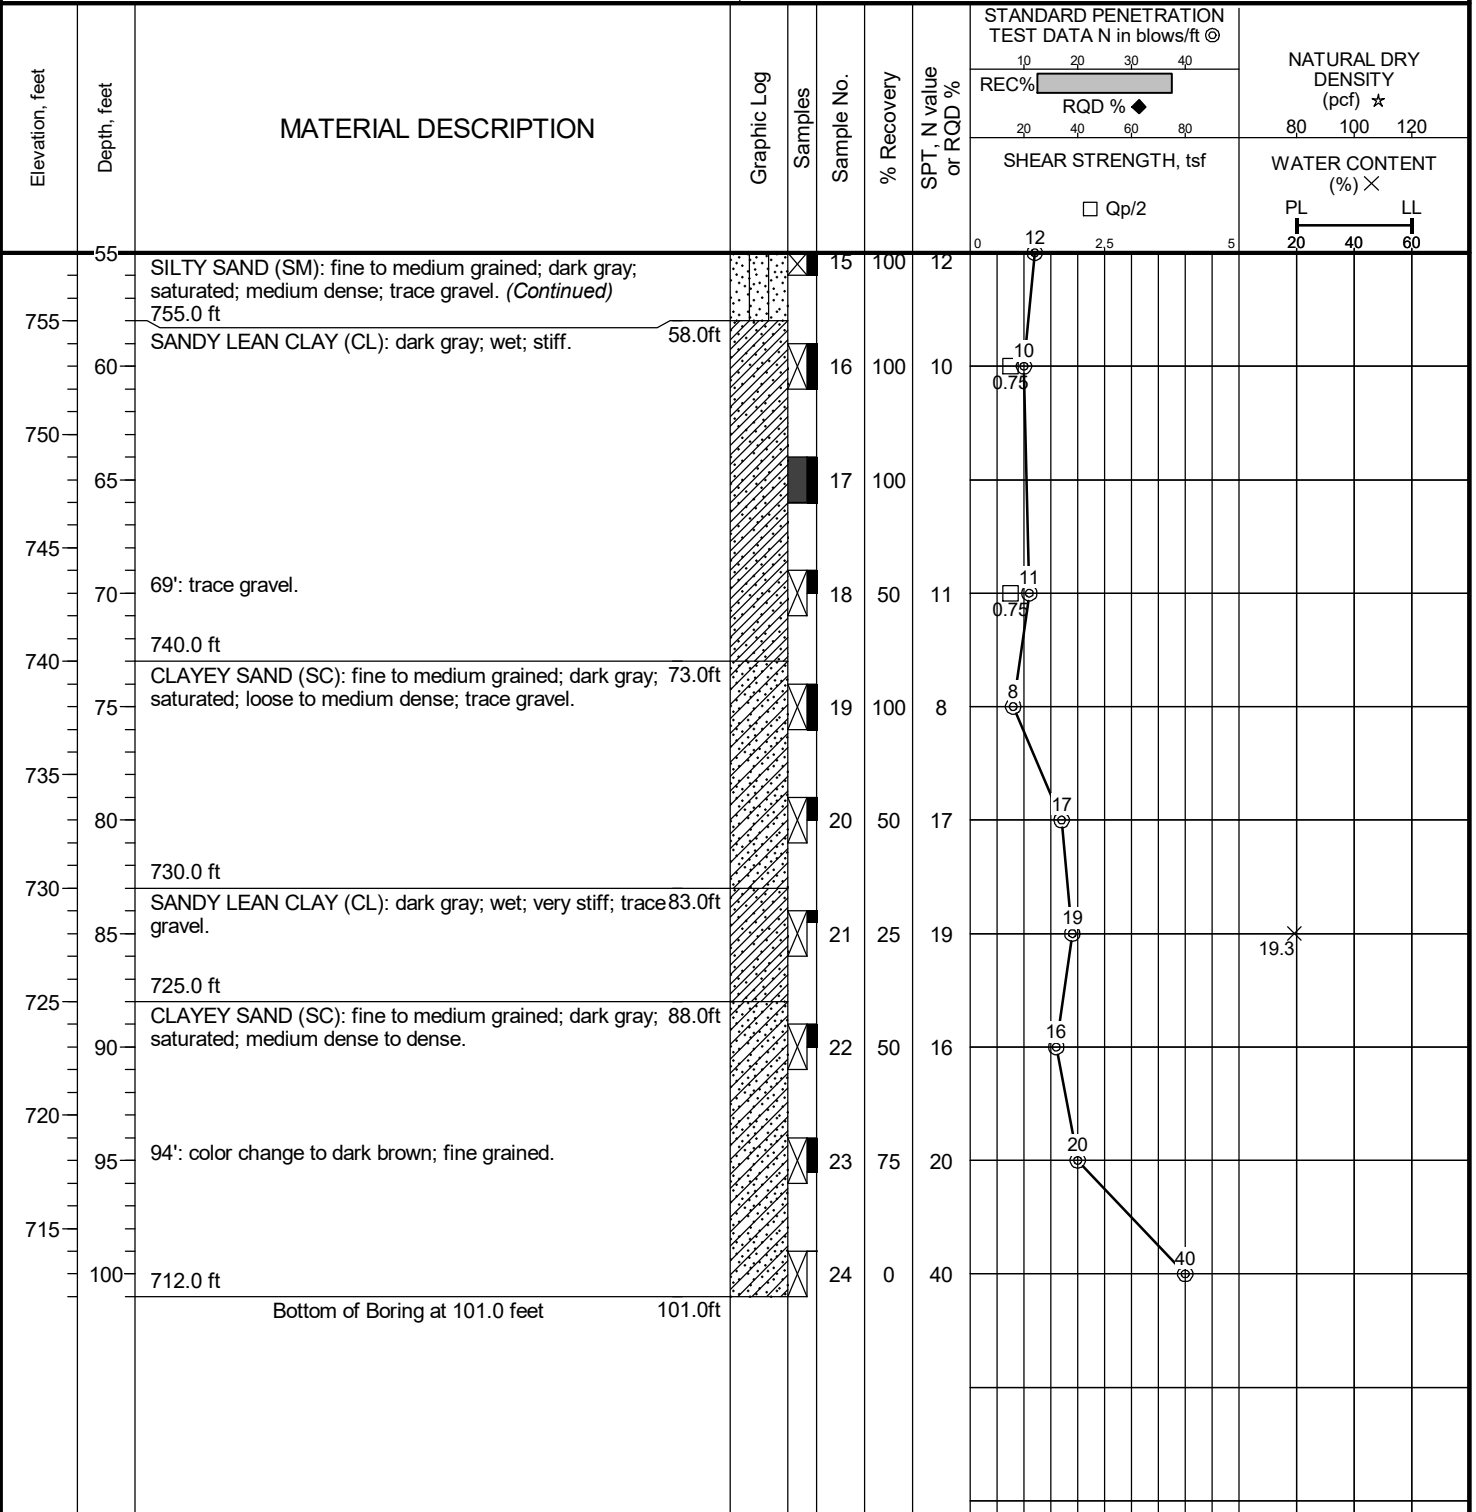 Elevation, feet
Depth, feet
MATERIAL DESCRIPTION
Graphic Log
Samples
Sample No.
% Recovery
SPT, N value
or RQD %
STANDARD PENETRATION
TEST DATA N in blows/ft
10 20 30 40
REC%
RQD %
20 40 60 80
SHEAR STRENGTH, tsf
Qp/2
0 2.5 5
NATURAL DRY
DENSITY
(pcf)
80 100 120
WATER CONTENT
(%)
PL LL
20 40 60
55
SILTY SAND (SM): fine to medium grained; dark gray;
saturated; medium dense; trace gravel. (Continued)
15 100 12
12
755.0 ft
755
58.0ft
SANDY LEAN CLAY (CL): dark gray; wet; stiff.
60
16 100 10
10
0.75
750
65
17 100
745
69': trace gravel.
70
18 50 11
11
0.75
740.0 ft
740
CLAYEY SAND (SC): fine to medium grained; dark gray; 73.0ft
saturated; loose to medium dense; trace gravel.
75
19 100 8
8
735
80
20 50 17
17
730.0 ft
730
SANDY LEAN CLAY (CL): dark gray; wet; very stiff; trace 83.0ft
gravel.
85
21 25 19
19
19.3
725.0 ft
725
CLAYEY SAND (SC): fine to medium grained; dark gray; 88.0ft
saturated; medium dense to dense.
90
22 50 16
16
720
94': color change to dark brown; fine grained.
95
23 75 20
20
715
100
712.0 ft
24 0 40
40
Bottom of Boring at 101.0 feet 101.0ft